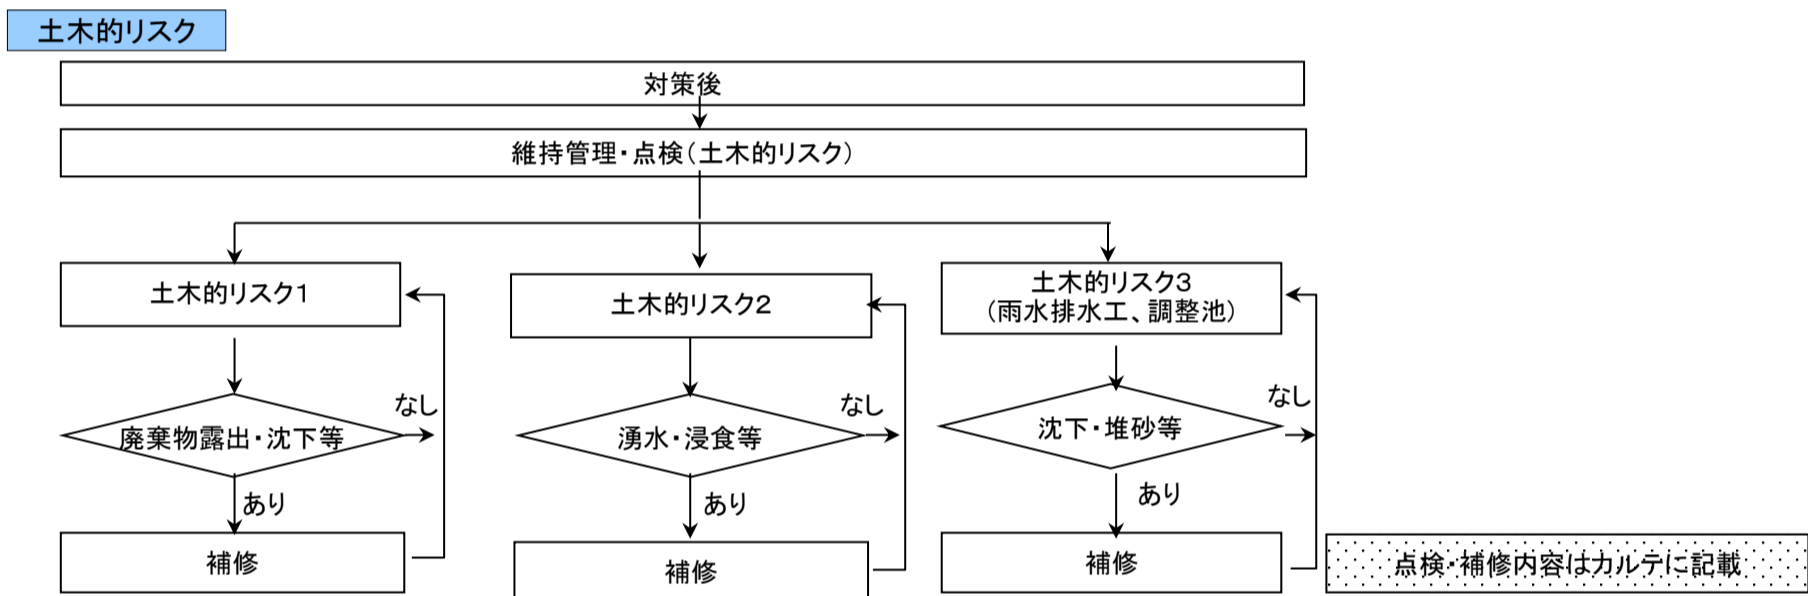 土木的リスク
対策後
維持管理・点検(土木的リスク)
土木的リスク1
土木的リスク2
土木的リスク3
(雨水排水工、調整池)
廃棄物露出・沈下等
なし
湧水・浸食等
なし
沈下・堆砂等
なし
あり
あり
あり
補修
補修
補修
点検・補修内容はカルテに記載